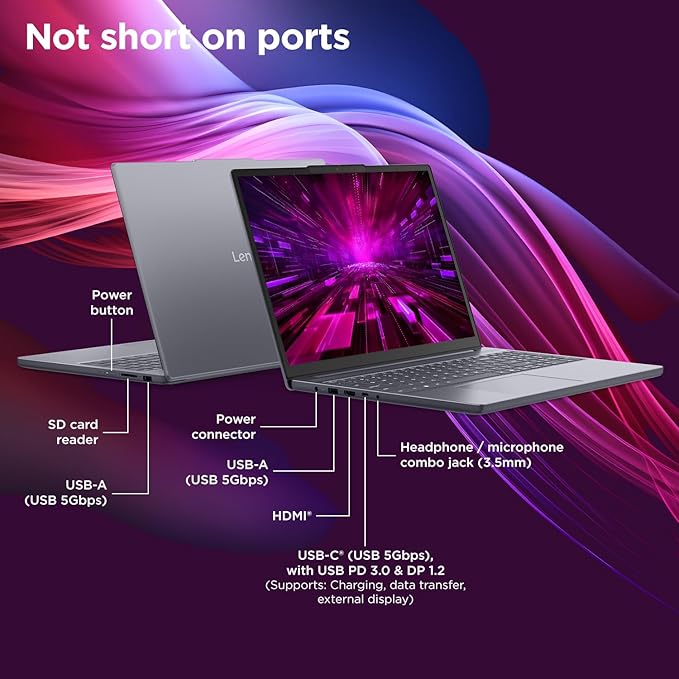 Not short on ports
Len
Power
button
SD card
reader
USB-A
(USB 5Gbps)
Power
connector
USB-A
(USB 5Gbps)
HDMI®
Headphone / microphone
combo jack (3.5mm)
USB-C® (USB 5Gbps),
with USB PD 3.0 & DP 1.2
(Supports: Charging, data transfer,
external display)